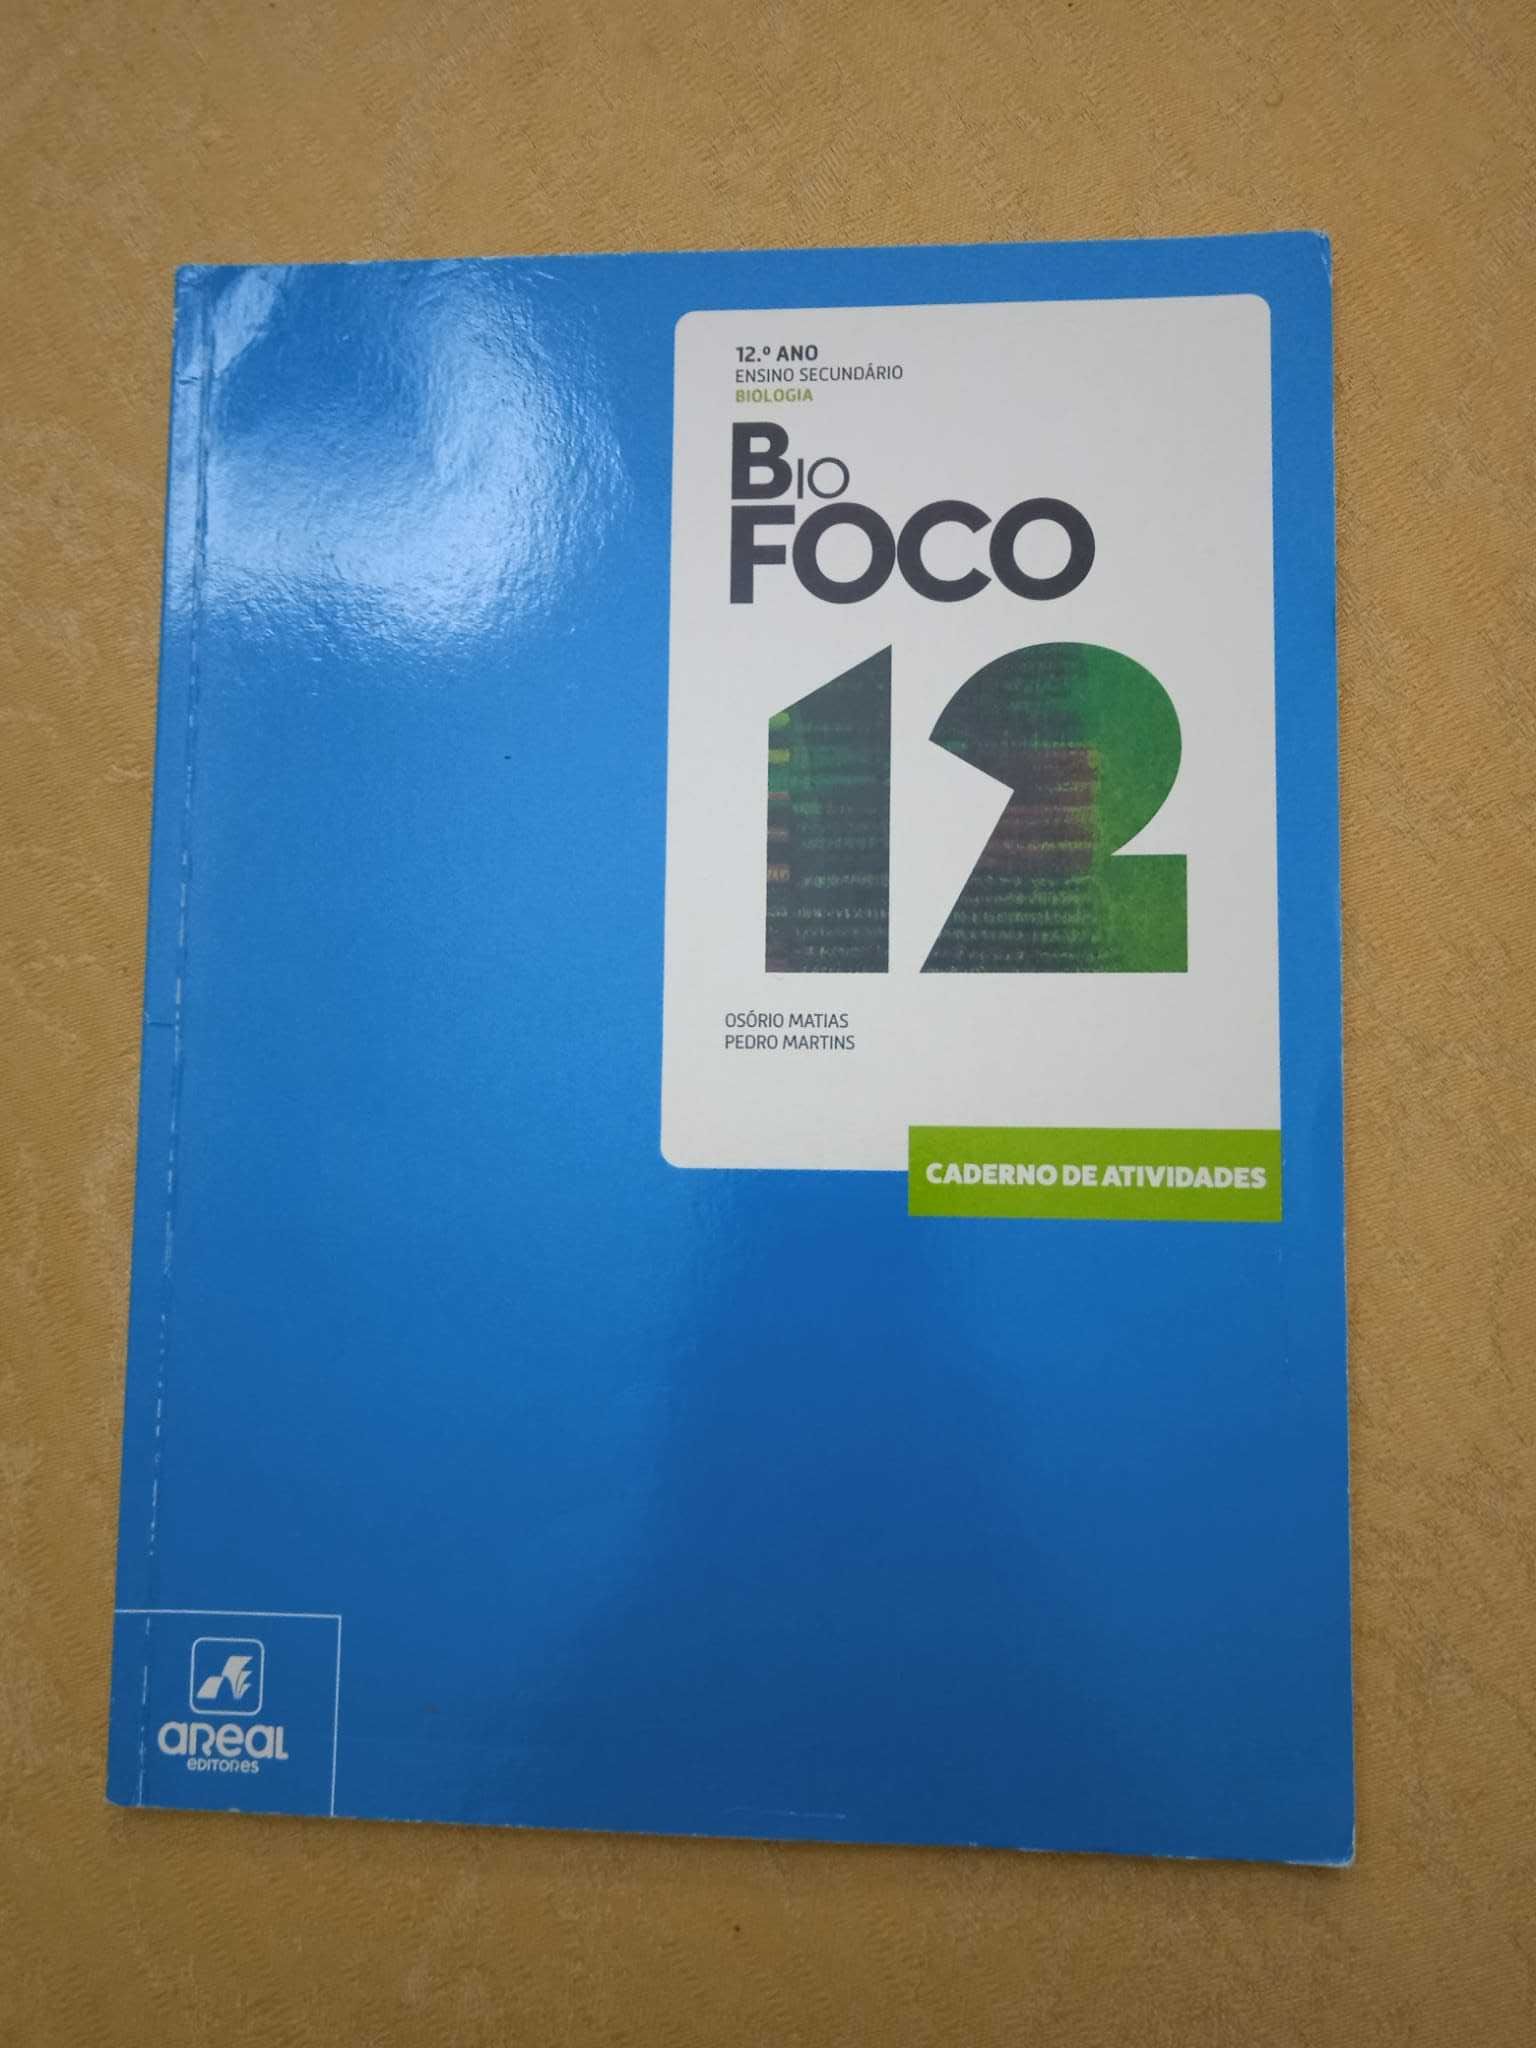 12.º ANO
ENSINO SECUNDÁRIO
BIOLOGIA
BIO
FOCO
12
OSÓRIO MATIAS
PEDRO MARTINS
CADERNO DE ATIVIDADES
AREAL
EDITORES